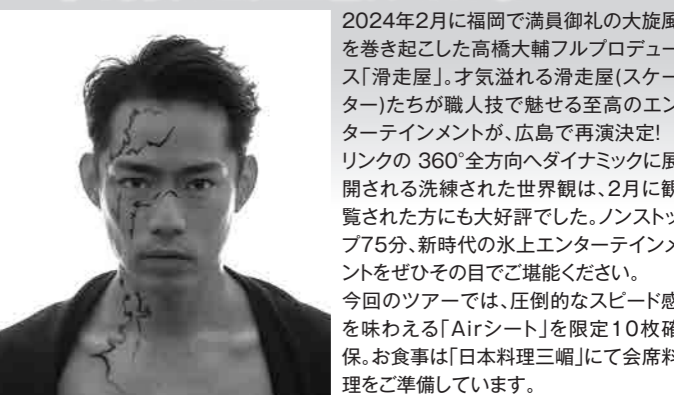 2024年2月に福岡で満員御礼の大旋風
を巻き起こした高橋大輔フルプロデュー
ス「滑走屋」。才気溢れる滑走屋(スケー
ター)たちが職人技で魅せる至高のエン
ターテインメントが、広島で再演決定!
リンクの 360°全方向へダイナミックに展
開される洗練された世界観は、2月に観
覧された方にも大好評でした。ノンストッ
プ75分、新時代の氷上エンターテインメ
ントをぜひその目でご堪能ください。
今回のツアーでは、圧倒的なスピード感
を味わえる「Airシート」を限定10枚確
保。お食事は「日本料理三嵋」にて会席料
理をご準備しています。